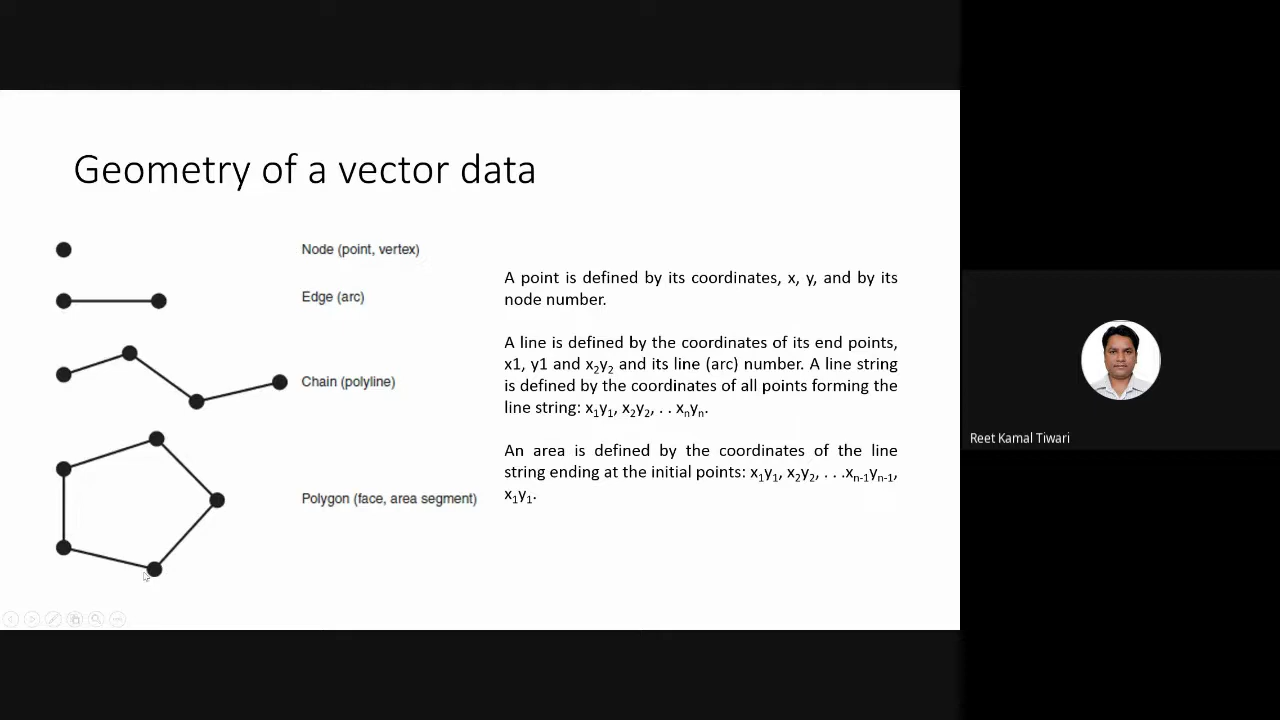 Geometry of a vector data
Node (point, vertex)
Edge (arc)
Chain (polyline)
Polygon (face, area segment)
A point is defined by its coordinates, x, y, and by its
node number.
A line is defined by the coordinates of its end points,
x1, y1 and x₂y₂ and its line (arc) number. A line string
is defined by the coordinates of all points forming the
line string: x₁y₁, x₂y₂, . . xₙyₙ.
An area is defined by the coordinates of the line
string ending at the initial points: x₁y₁, x₂y₂, . . .xₙ₋₁yₙ₋₁,
x₁y₁.
Reet Kamal Tiwari